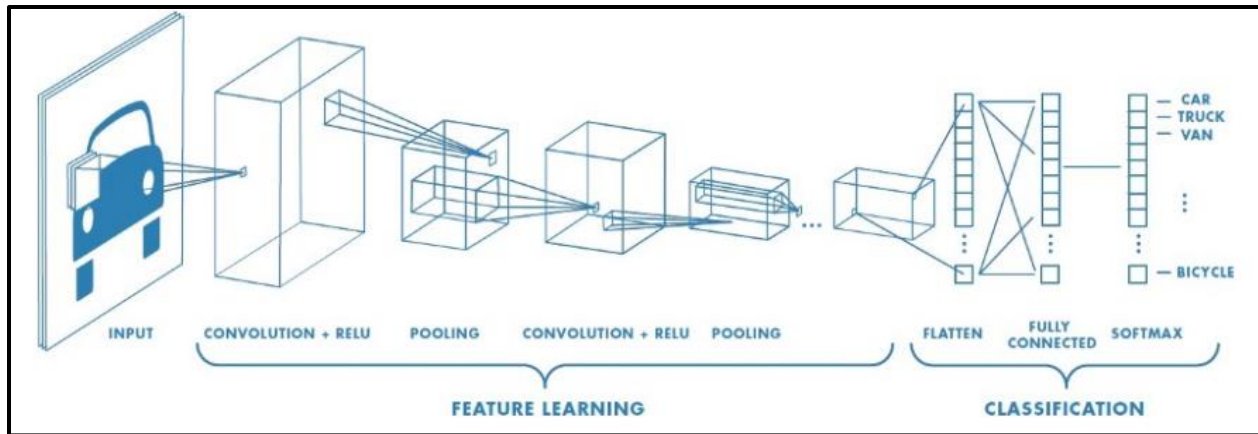 CAR
TRUCK
VAN
BICYCLE
INPUT
CONVOLUTION + RELU
POOLING
CONVOLUTION + RELU
POOLING
FLATTEN
FULLY
CONNECTED
SOFTMAX
FEATURE LEARNING
CLASSIFICATION